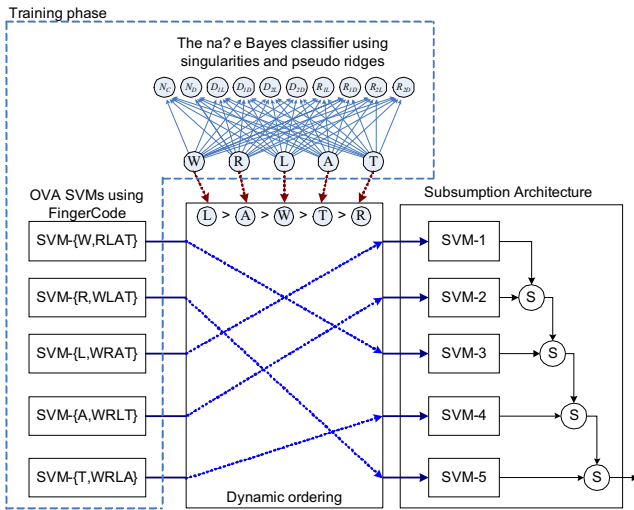 Training phase
The na? e Bayes classifier using
singularities and pseudo ridges
N_C N_D D_1L D_1D D_2L D_2D R_1L R_1D R_2L R_2D
W R L A T
OVA SVMs using
FingerCode
L > A > W > T > R
Subsumption Architecture
SVM-{W,RLAT}
SVM-{R,WLAT}
SVM-{L,WRAT}
SVM-{A,WRLT}
SVM-{T,WRLA}
SVM-1
SVM-2
SVM-3
SVM-4
SVM-5
S
S
S
S
Dynamic ordering